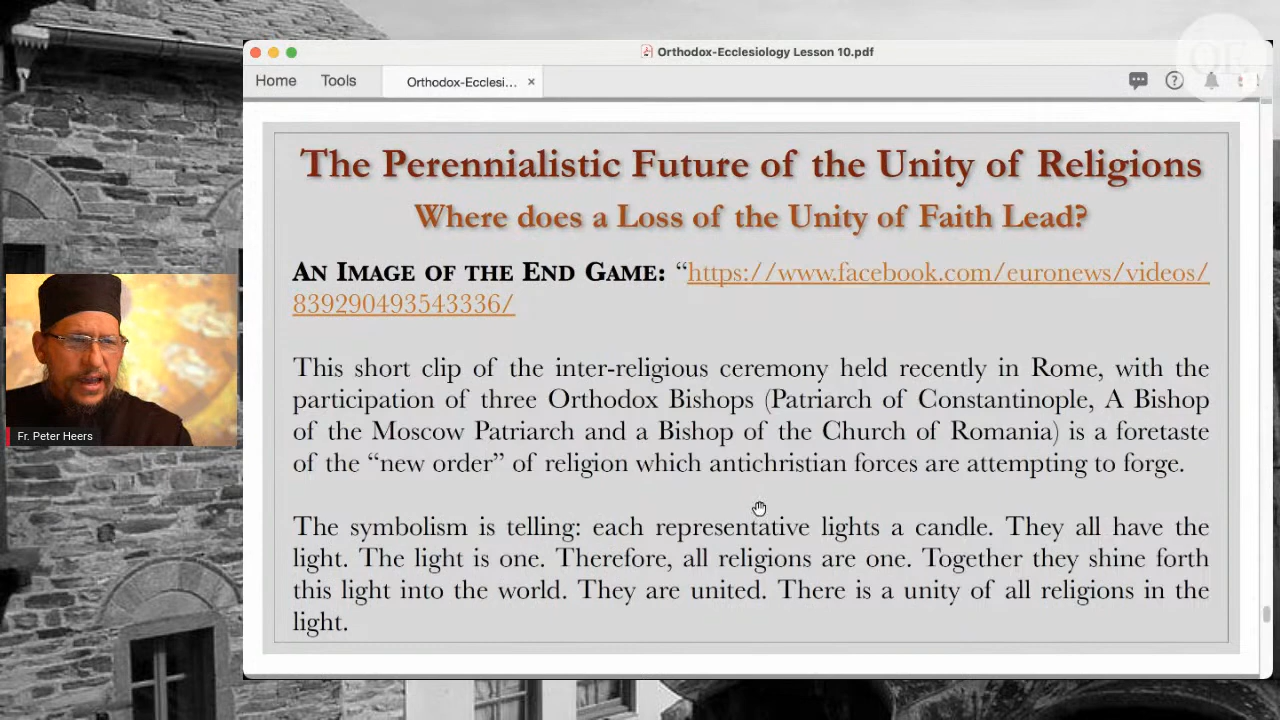 Orthodox-Ecclesiology Lesson 10.pdf
Home Tools Orthodox-Ecclesi... ×
The Perennialistic Future of the Unity of Religions
Where does a Loss of the Unity of Faith Lead?
AN IMAGE OF THE END GAME: “https://www.facebook.com/euronews/videos/
839290493543336/
This short clip of the inter-religious ceremony held recently in Rome, with the
participation of three Orthodox Bishops (Patriarch of Constantinople, A Bishop
of the Moscow Patriarch and a Bishop of the Church of Romania) is a foretaste
of the “new order” of religion which antichristian forces are attempting to forge.
The symbolism is telling: each representative lights a candle. They all have the
light. The light is one. Therefore, all religions are one. Together they shine forth
this light into the world. They are united. There is a unity of all religions in the
light.
Fr. Peter Heers